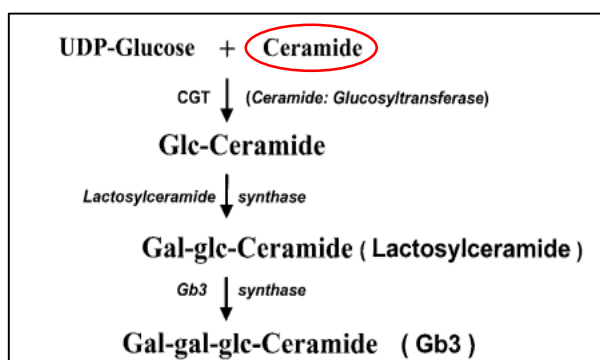 UDP-Glucose + Ceramide
CGT (Ceramide: Glucosyltransferase)
Glc-Ceramide
Lactosylceramide synthase
Gal-glc-Ceramide ( Lactosylceramide )
Gb3 synthase
Gal-gal-glc-Ceramide ( Gb3 )